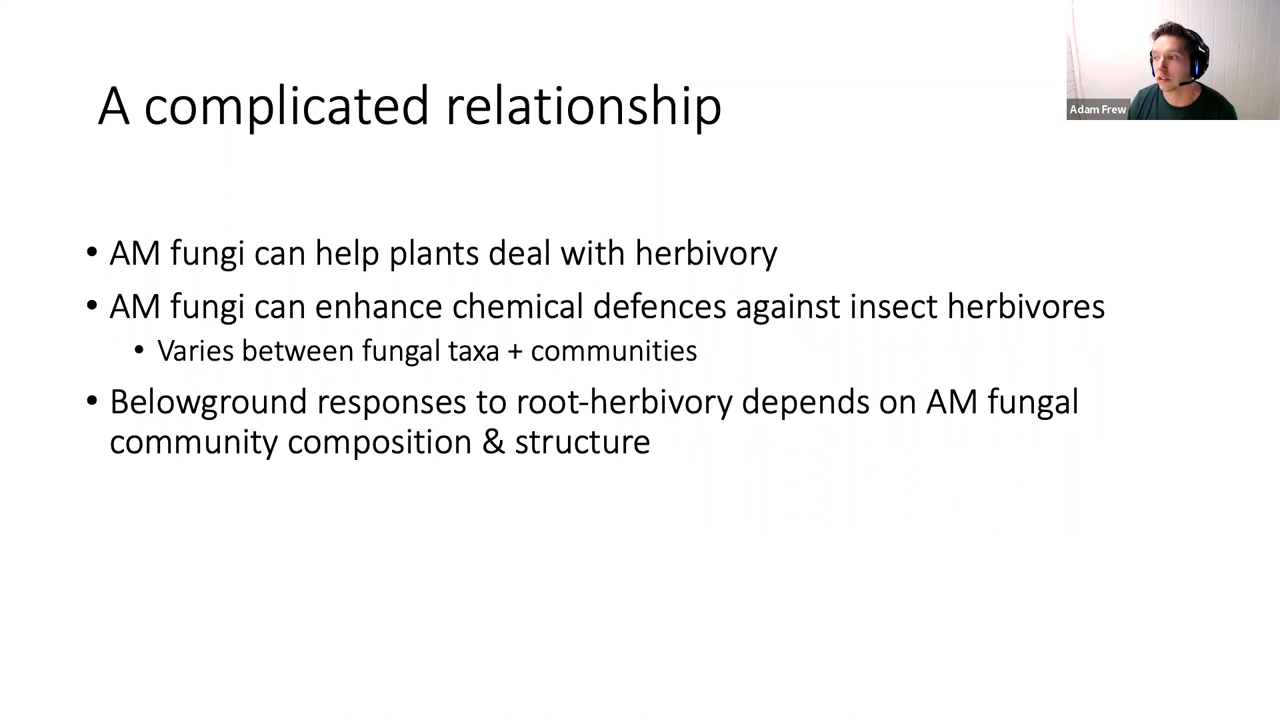 A complicated relationship
Adam Frew
• AM fungi can help plants deal with herbivory
• AM fungi can enhance chemical defences against insect herbivores
• Varies between fungal taxa + communities
• Belowground responses to root-herbivory depends on AM fungal
community composition & structure